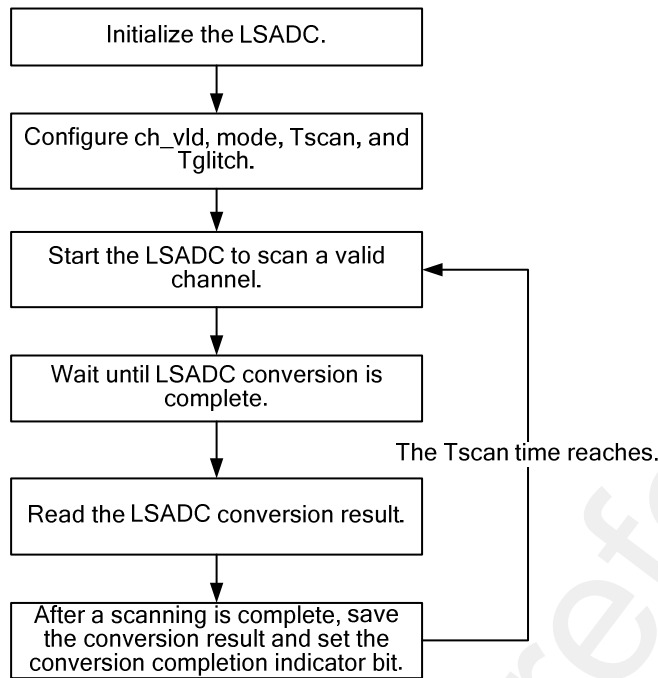 Initialize the LSADC.
Configure ch_vld, mode, Tscan, and
Tglitch.
Start the LSADC to scan a valid
channel.
Wait until LSADC conversion is
complete.
The Tscan time reaches.
Read the LSADC conversion result.
After a scanning is complete, save
the conversion result and set the
conversion completion indicator bit.